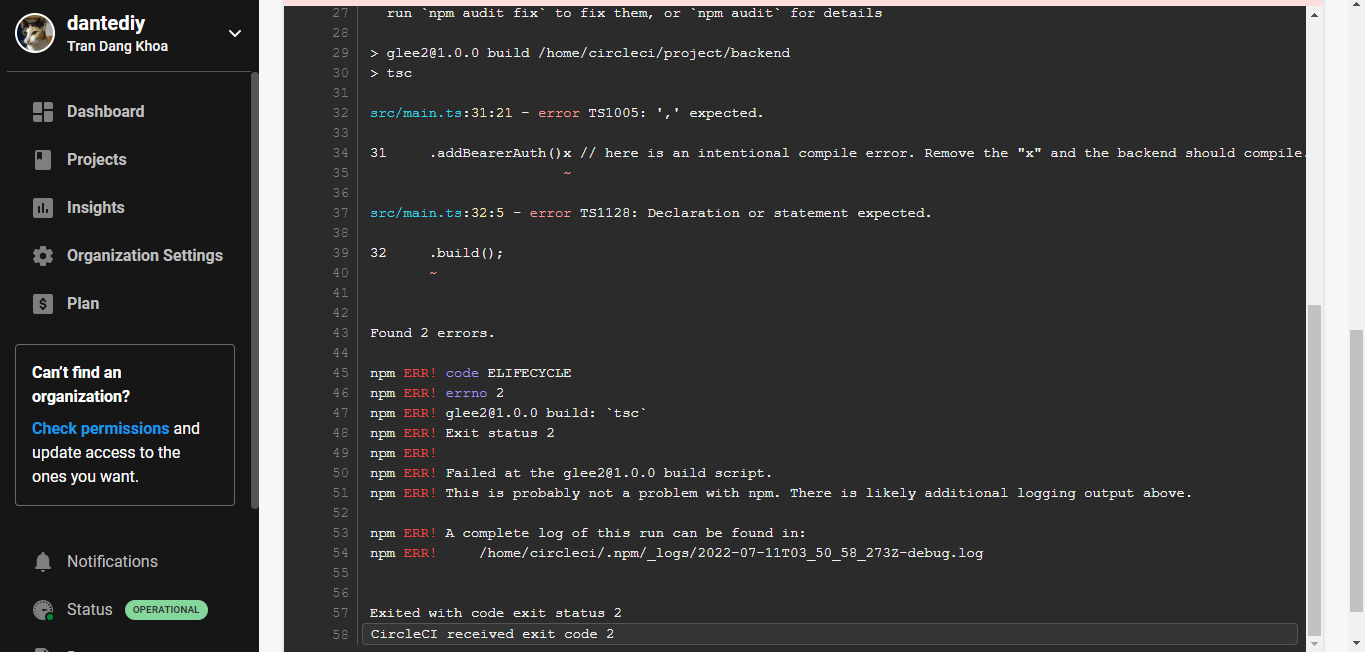 dantediy
Tran Dang Khoa
Dashboard
Projects
Insights
Organization Settings
Plan
Can't find an
organization?
Check permissions and
update access to the
ones you want.
Notifications
Status OPERATIONAL
27 run `npm audit fix` to fix them, or `npm audit` for details
28
29 > glee2@1.0.0 build /home/circleci/project/backend
30 > tsc
31
32 src/main.ts:31:21 - error TS1005: ',' expected.
33
34 31 .addBearerAuth()x // here is an intentional compile error. Remove the "x" and the backend should compile.
35 ~
36
37 src/main.ts:32:5 - error TS1128: Declaration or statement expected.
38
39 32 .build();
40 ~
41
42
43 Found 2 errors.
44
45 npm ERR! code ELIFECYCLE
46 npm ERR! errno 2
47 npm ERR! glee2@1.0.0 build: `tsc`
48 npm ERR! Exit status 2
49 npm ERR!
50 npm ERR! Failed at the glee2@1.0.0 build script.
51 npm ERR! This is probably not a problem with npm. There is likely additional logging output above.
52
53 npm ERR! A complete log of this run can be found in:
54 npm ERR! /home/circleci/.npm/_logs/2022-07-11T03_50_58_273Z-debug.log
55
56
57 Exited with code exit status 2
58 CircleCI received exit code 2